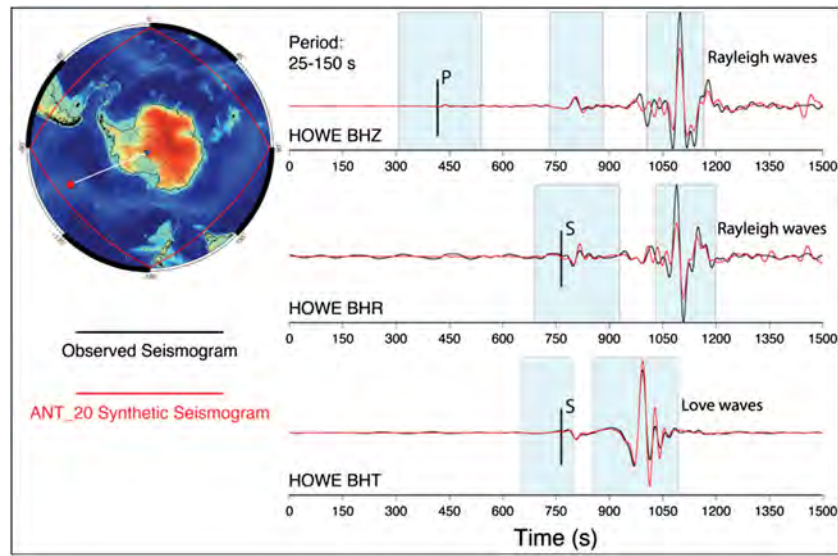 Period:
25-150 s
P
Rayleigh waves
HOWE BHZ
0 150 300 450 600 750 900 1050 1200 1350 1500
S
Rayleigh waves
HOWE BHR
0 150 300 450 600 750 900 1050 1200 1350 1500
S
Love waves
HOWE BHT
0 150 300 450 600 750 900 1050 1200 1350 1500
Time (s)
Observed Seismogram
ANT_20 Synthetic Seismogram